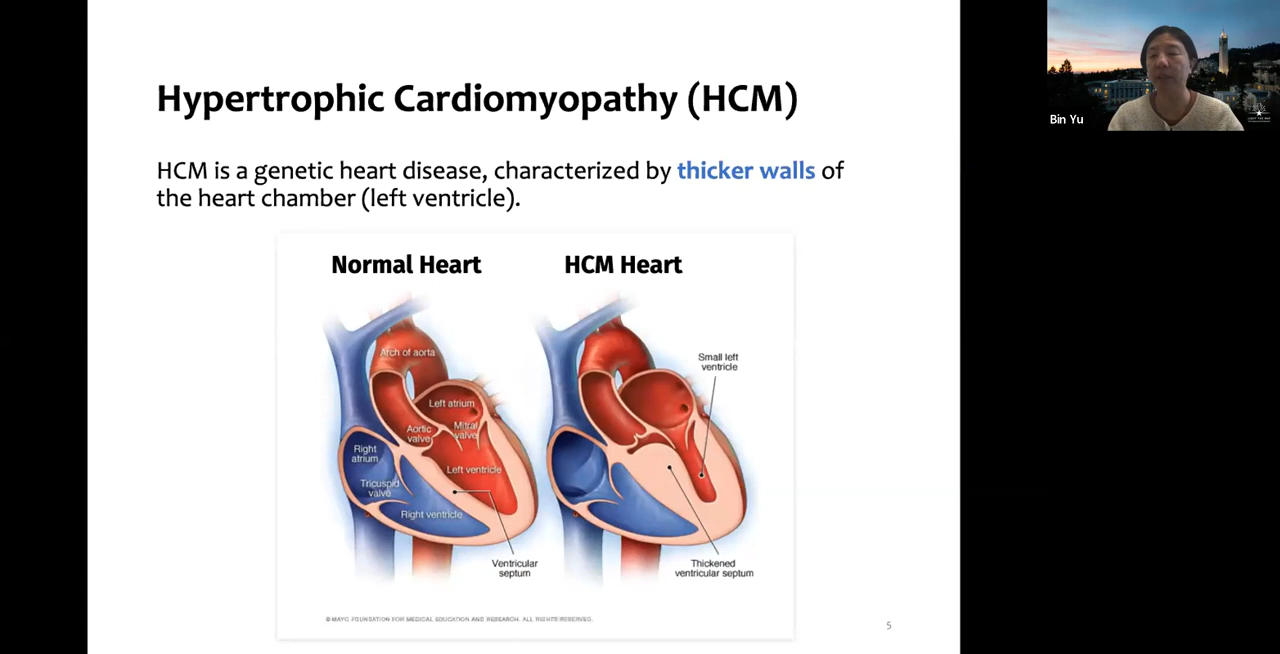 Hypertrophic Cardiomyopathy (HCM)
HCM is a genetic heart disease, characterized by thicker walls of
the heart chamber (left ventricle).
Normal Heart
HCM Heart
Arch of aorta
Left atrium
Aortic
valve
Mitral
valve
Right
atrium
Left ventricle
Tricuspid
valve
Right ventricle
Ventricular
septum
Small left
ventricle
Thickened
ventricular septum
© MAYO FOUNDATION FOR MEDICAL EDUCATION AND RESEARCH. ALL RIGHTS RESERVED.
5
Bin Yu